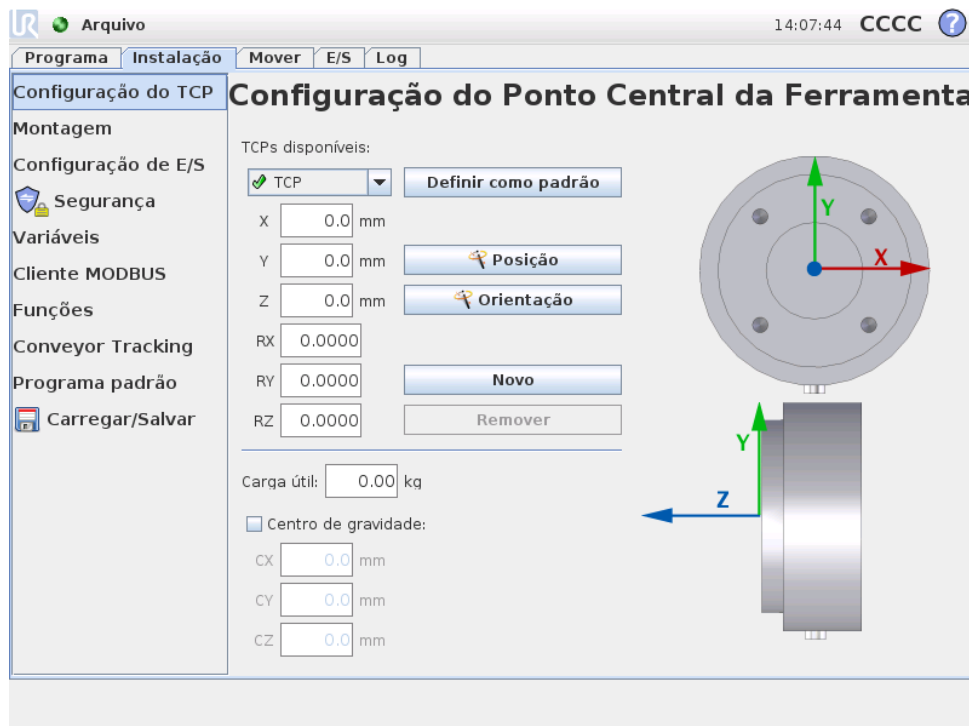 UR Arquivo 14:07:44 CCCC ?
Programa Instalação Mover E/S Log
Configuração do TCP
Montagem
Configuração de E/S
Segurança
Variáveis
Cliente MODBUS
Funções
Conveyor Tracking
Programa padrão
Carregar/Salvar
Configuração do Ponto Central da Ferramenta
TCPs disponíveis:
TCP Definir como padrão
X 0.0 mm
Y 0.0 mm Posição
Z 0.0 mm Orientação
RX 0.0000
RY 0.0000 Novo
RZ 0.0000 Remover
Carga útil: 0.00 kg
Centro de gravidade:
CX 0.0 mm
CY 0.0 mm
CZ 0.0 mm
Y
X
Y
Z